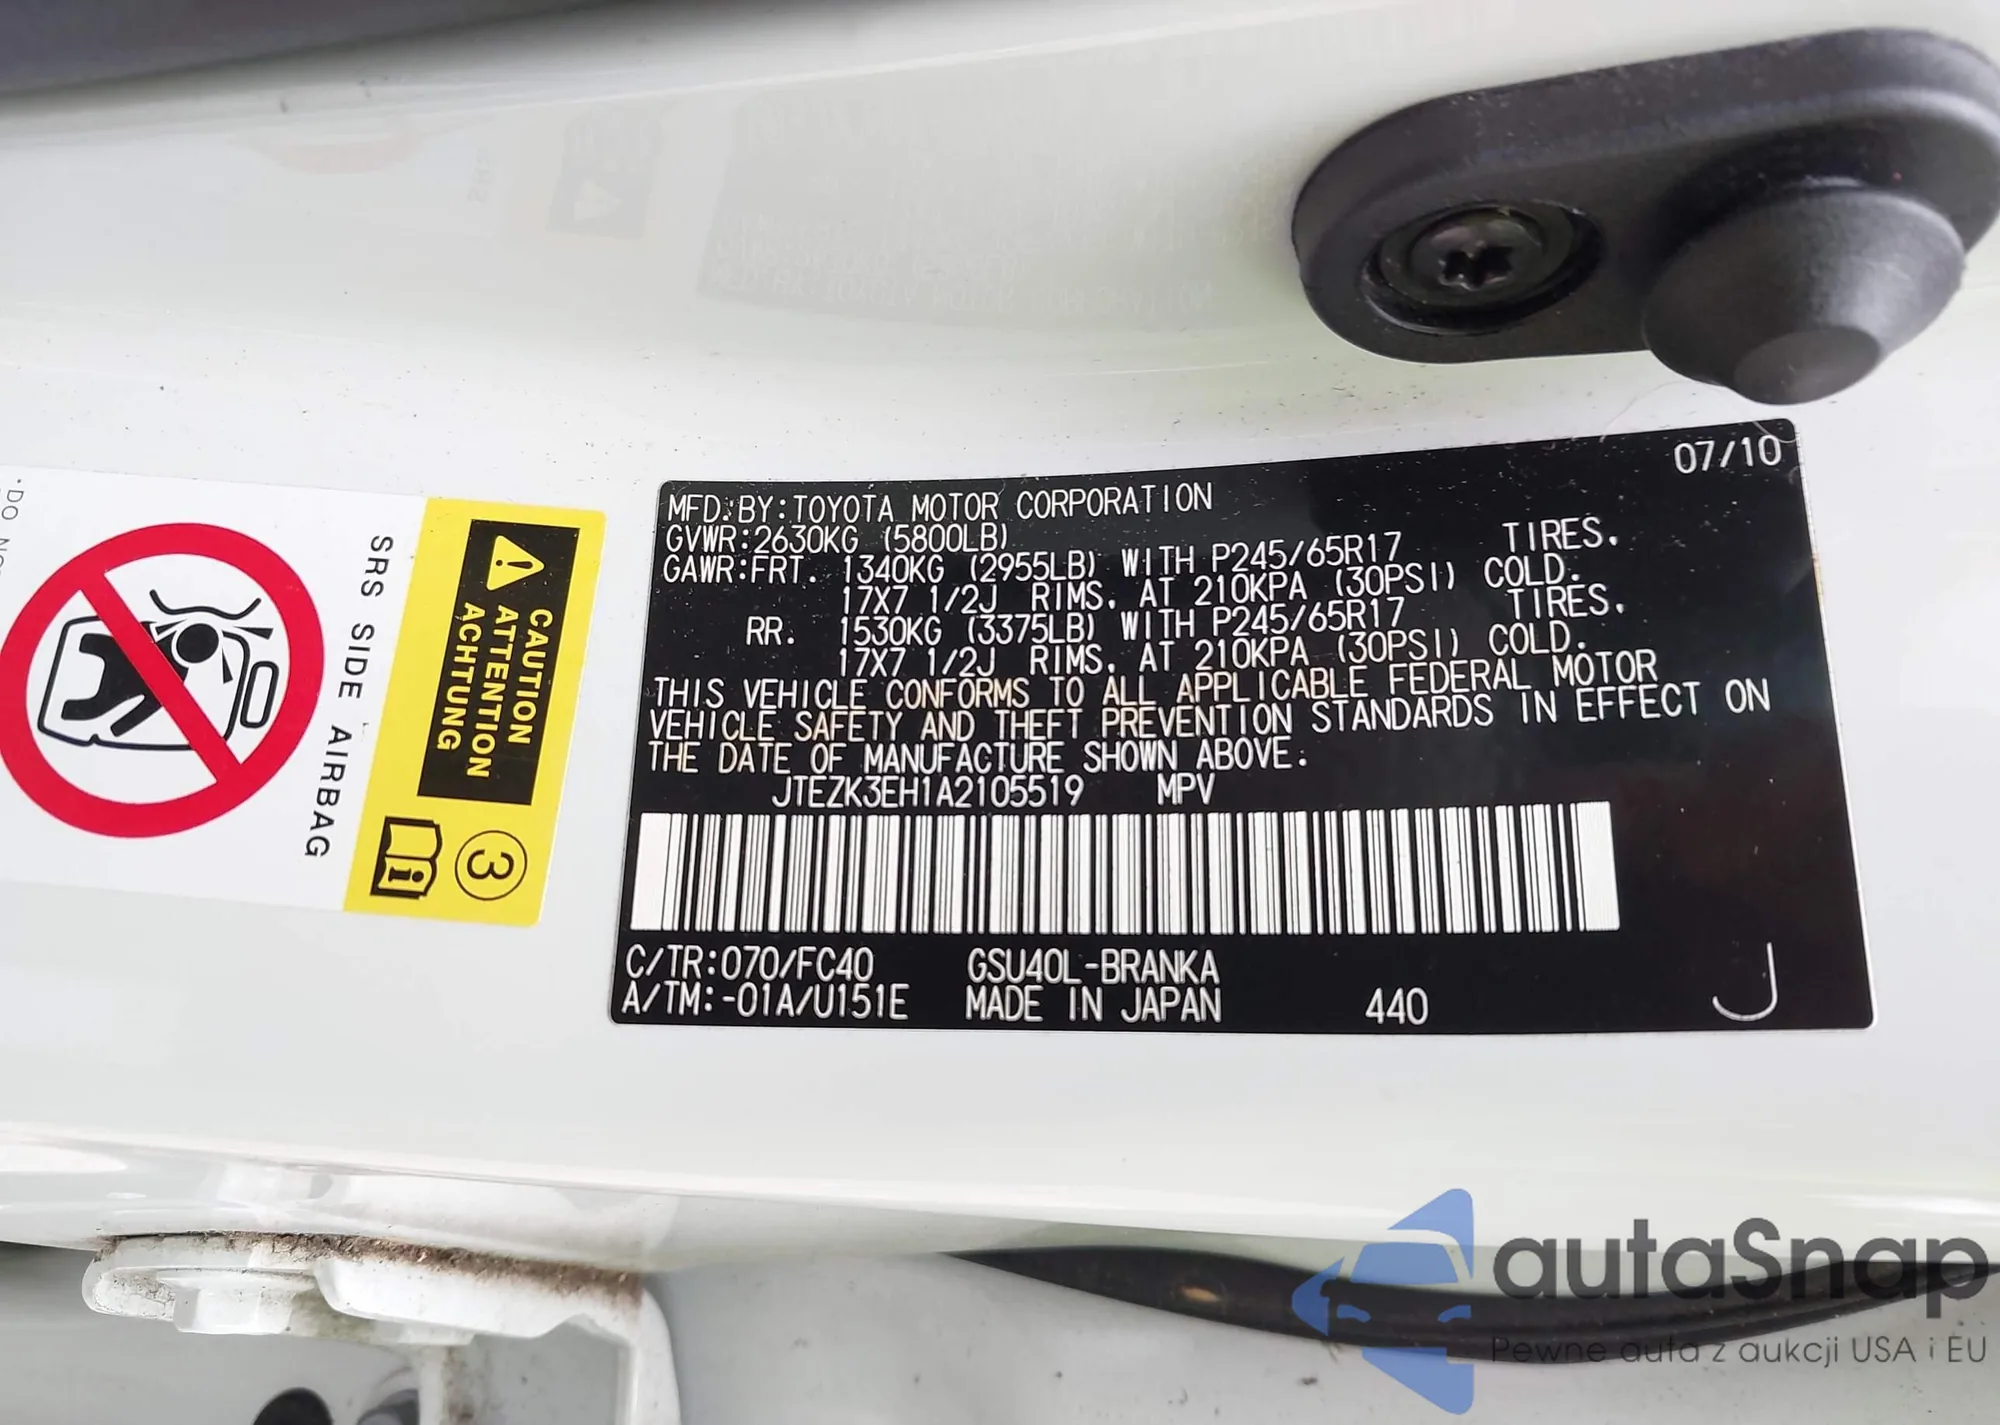 07/10
MFD.BY:TOYOTA MOTOR CORPORATION
GVWR:2630KG (5800LB)
GAWR:FRT. 1340KG (2955LB) WITH P245/65R17 TIRES,
17X7 1/2J RIMS, AT 210KPA (30PSI) COLD.
RR. 1530KG (3375LB) WITH P245/65R17 TIRES,
17X7 1/2J RIMS, AT 210KPA (30PSI) COLD.
THIS VEHICLE CONFORMS TO ALL APPLICABLE FEDERAL MOTOR
VEHICLE SAFETY AND THEFT PREVENTION STANDARDS IN EFFECT ON
THE DATE OF MANUFACTURE SHOWN ABOVE.
JTEZK3EH1A2105519 MPV
C/TR:070/FC40 GSU40L-BRANKA
A/TM:-01A/U151E MADE IN JAPAN 440 J
CAUTION
ATTENTION
ACHTUNG
3
SRS SIDE AIRBAG
·DO
autaSnap
Pewne auta z aukcji USA i EU